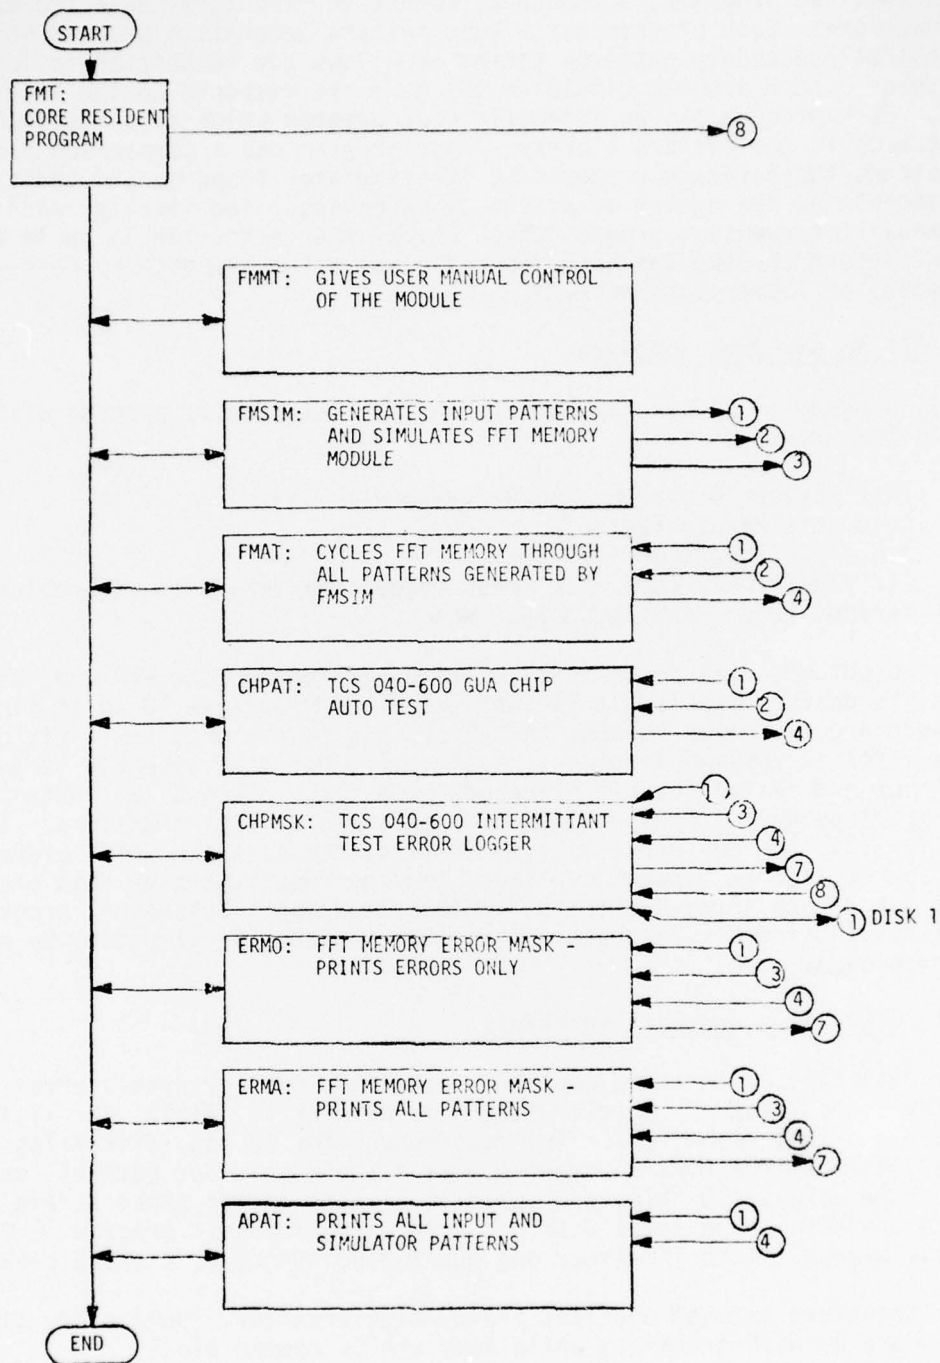 START
FMT:
CORE RESIDENT
PROGRAM
8
FMMT: GIVES USER MANUAL CONTROL
OF THE MODULE
FMSIM: GENERATES INPUT PATTERNS
AND SIMULATES FFT MEMORY
MODULE
1
2
3
FMAT: CYCLES FFT MEMORY THROUGH
ALL PATTERNS GENERATED BY
FMSIM
1
2
4
CHPAT: TCS 040-600 GUA CHIP
AUTO TEST
1
2
4
CHPMSK: TCS 040-600 INTERMITTANT
TEST ERROR LOGGER
1
3
4
7
8
1 DISK 1
ERMO: FFT MEMORY ERROR MASK -
PRINTS ERRORS ONLY
1
3
4
7
ERMA: FFT MEMORY ERROR MASK -
PRINTS ALL PATTERNS
1
3
4
7
APAT: PRINTS ALL INPUT AND
SIMULATOR PATTERNS
1
4
END